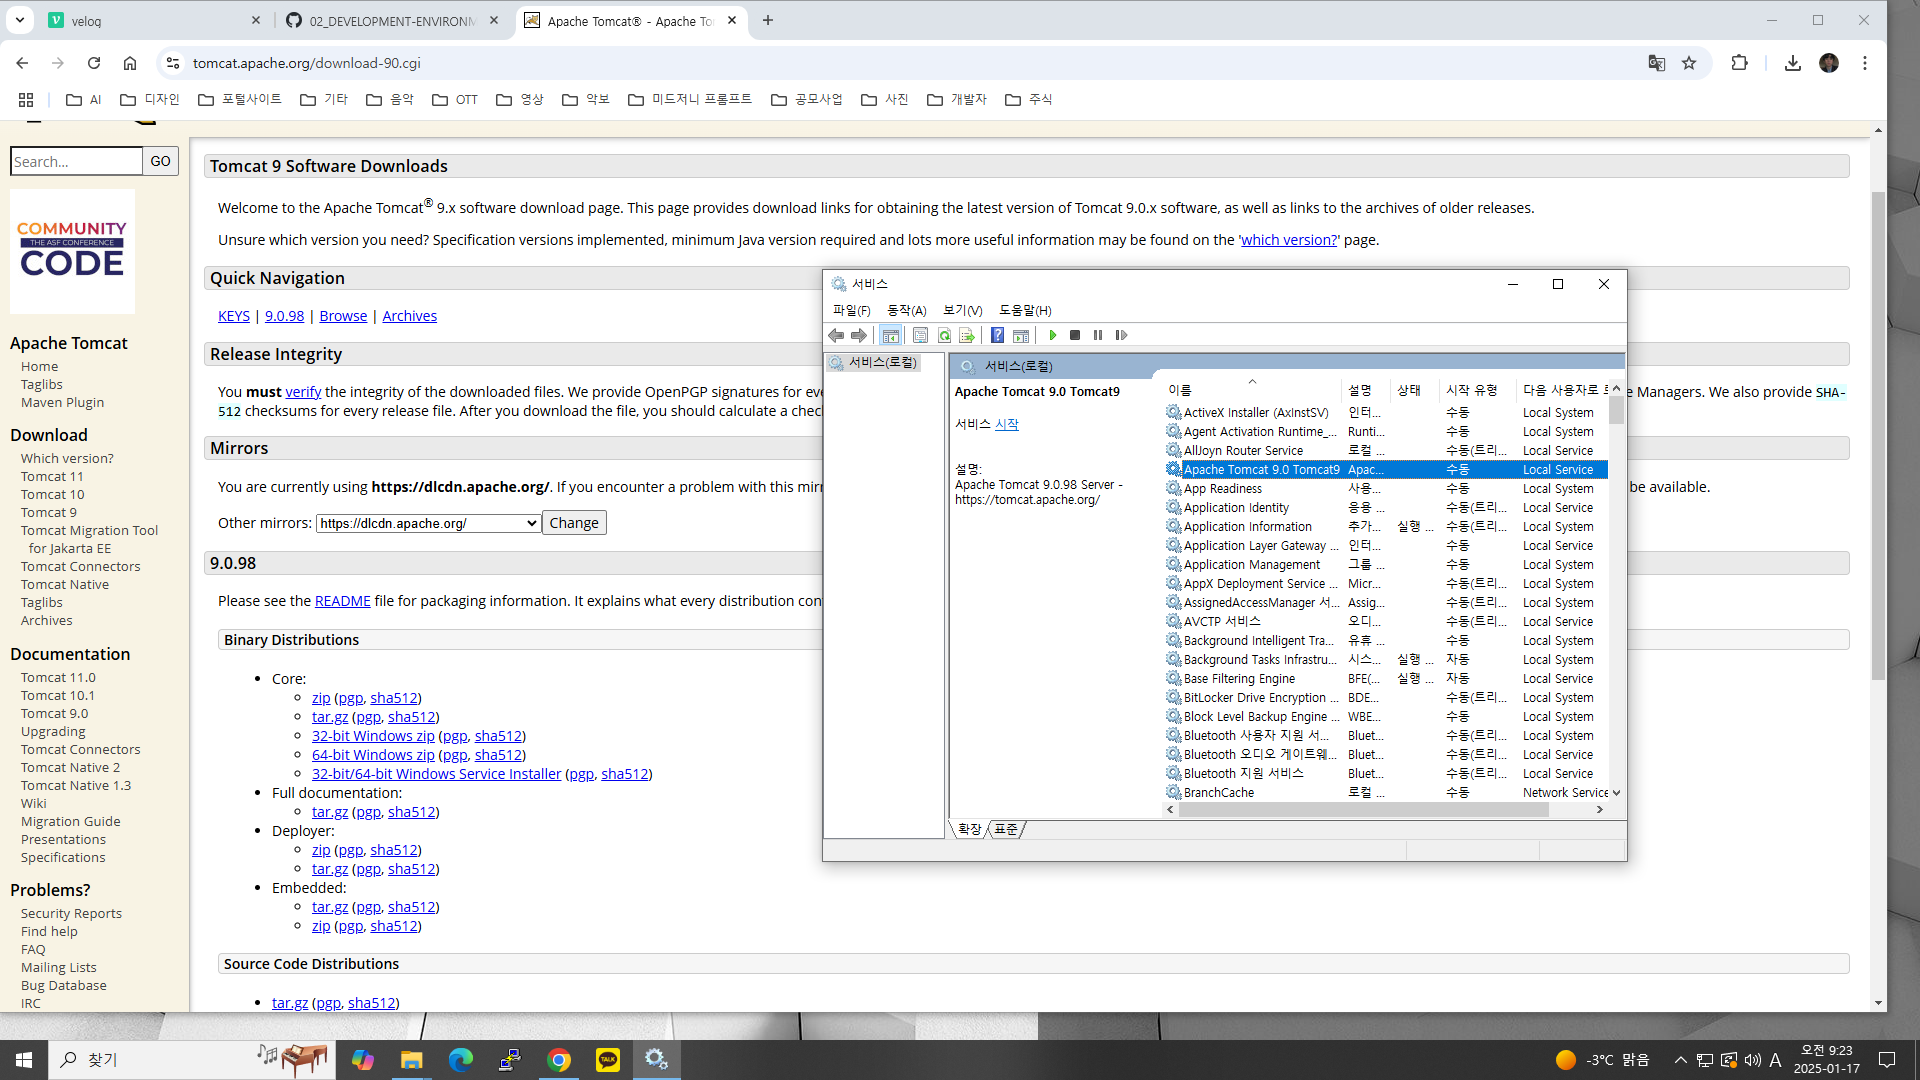 veloq
02_DEVELOPMENT-ENVIRONM
Apache Tomcat® - Apache To
tomcat.apache.org/download-90.cgi
AI
디자인
포털사이트
기타
음악
OTT
영상
악보
미드저니 프롬프트
공모사업
사진
개발자
주식
Search...
GO
COMMUNITY
THE ASF CONFERENCE
CODE
Apache Tomcat
Home
Taglibs
Maven Plugin
Download
Which version?
Tomcat 11
Tomcat 10
Tomcat 9
Tomcat Migration Tool
for Jakarta EE
Tomcat Connectors
Tomcat Native
Taglibs
Archives
Documentation
Tomcat 11.0
Tomcat 10.1
Tomcat 9.0
Upgrading
Tomcat Connectors
Tomcat Native 2
Tomcat Native 1.3
Wiki
Migration Guide
Presentations
Specifications
Problems?
Security Reports
Find help
FAQ
Mailing Lists
Bug Database
IRC
Tomcat 9 Software Downloads
Welcome to the Apache Tomcat® 9.x software download page. This page provides download links for obtaining the latest version of Tomcat 9.0.x software, as well as links to the archives of older releases.
Unsure which version you need? Specification versions implemented, minimum Java version required and lots more useful information may be found on the 'which version?' page.
Quick Navigation
KEYS | 9.0.98 | Browse | Archives
Release Integrity
You must verify the integrity of the downloaded files. We provide OpenPGP signatures for eve
e Managers. We also provide SHA-
512 checksums for every release file. After you download the file, you should calculate a chec
Mirrors
You are currently using https://dlcdn.apache.org/. If you encounter a problem with this mirr
be available.
Other mirrors: https://dlcdn.apache.org/ Change
9.0.98
Please see the README file for packaging information. It explains what every distribution con
Binary Distributions
Core:
zip (pgp, sha512)
tar.gz (pgp, sha512)
32-bit Windows zip (pgp, sha512)
64-bit Windows zip (pgp, sha512)
32-bit/64-bit Windows Service Installer (pgp, sha512)
Full documentation:
tar.gz (pgp, sha512)
Deployer:
zip (pgp, sha512)
tar.gz (pgp, sha512)
Embedded:
tar.gz (pgp, sha512)
zip (pgp, sha512)
Source Code Distributions
tar.gz (pgp, sha512)
서비스
파일(F) 동작(A) 보기(V) 도움말(H)
서비스(로컬)
서비스(로컬)
Apache Tomcat 9.0 Tomcat9
서비스 시작
설명:
Apache Tomcat 9.0.98 Server -
https://tomcat.apache.org/
이름 설명 상태 시작 유형 다음 사용자로 로
ActiveX Installer (AxInstSV) 인터... 수동 Local System
Agent Activation Runtime_... Runti... 수동 Local System
AllJoyn Router Service 로컬 ... 수동(트리... Local Service
Apache Tomcat 9.0 Tomcat9 Apac... 수동 Local Service
App Readiness 사용... 수동 Local System
Application Identity 응용 ... 수동(트리... Local Service
Application Information 추가... 실행 ... 수동(트리... Local System
Application Layer Gateway ... 인터... 수동 Local Service
Application Management 그룹 ... 수동 Local System
AppX Deployment Service ... Micr... 수동(트리... Local System
AssignedAccessManager 서... Assig... 수동(트리... Local System
AVCTP 서비스 오디... 수동(트리... Local Service
Background Intelligent Tra... 유휴 ... 수동 Local System
Background Tasks Infrastru... 시스... 실행 ... 자동 Local System
Base Filtering Engine BFE(... 실행 ... 자동 Local Service
BitLocker Drive Encryption ... BDE... 수동(트리... Local System
Block Level Backup Engine ... WBE... 수동 Local System
Bluetooth 사용자 지원 서... Bluet... 수동(트리... Local System
Bluetooth 오디오 게이트웨... Bluet... 수동(트리... Local Service
Bluetooth 지원 서비스 Bluet... 수동(트리... Local Service
BranchCache 로컬 ... 수동 Network Service
확장 표준
찾기
TALK
-3°C 맑음
A
오전 9:23
2025-01-17